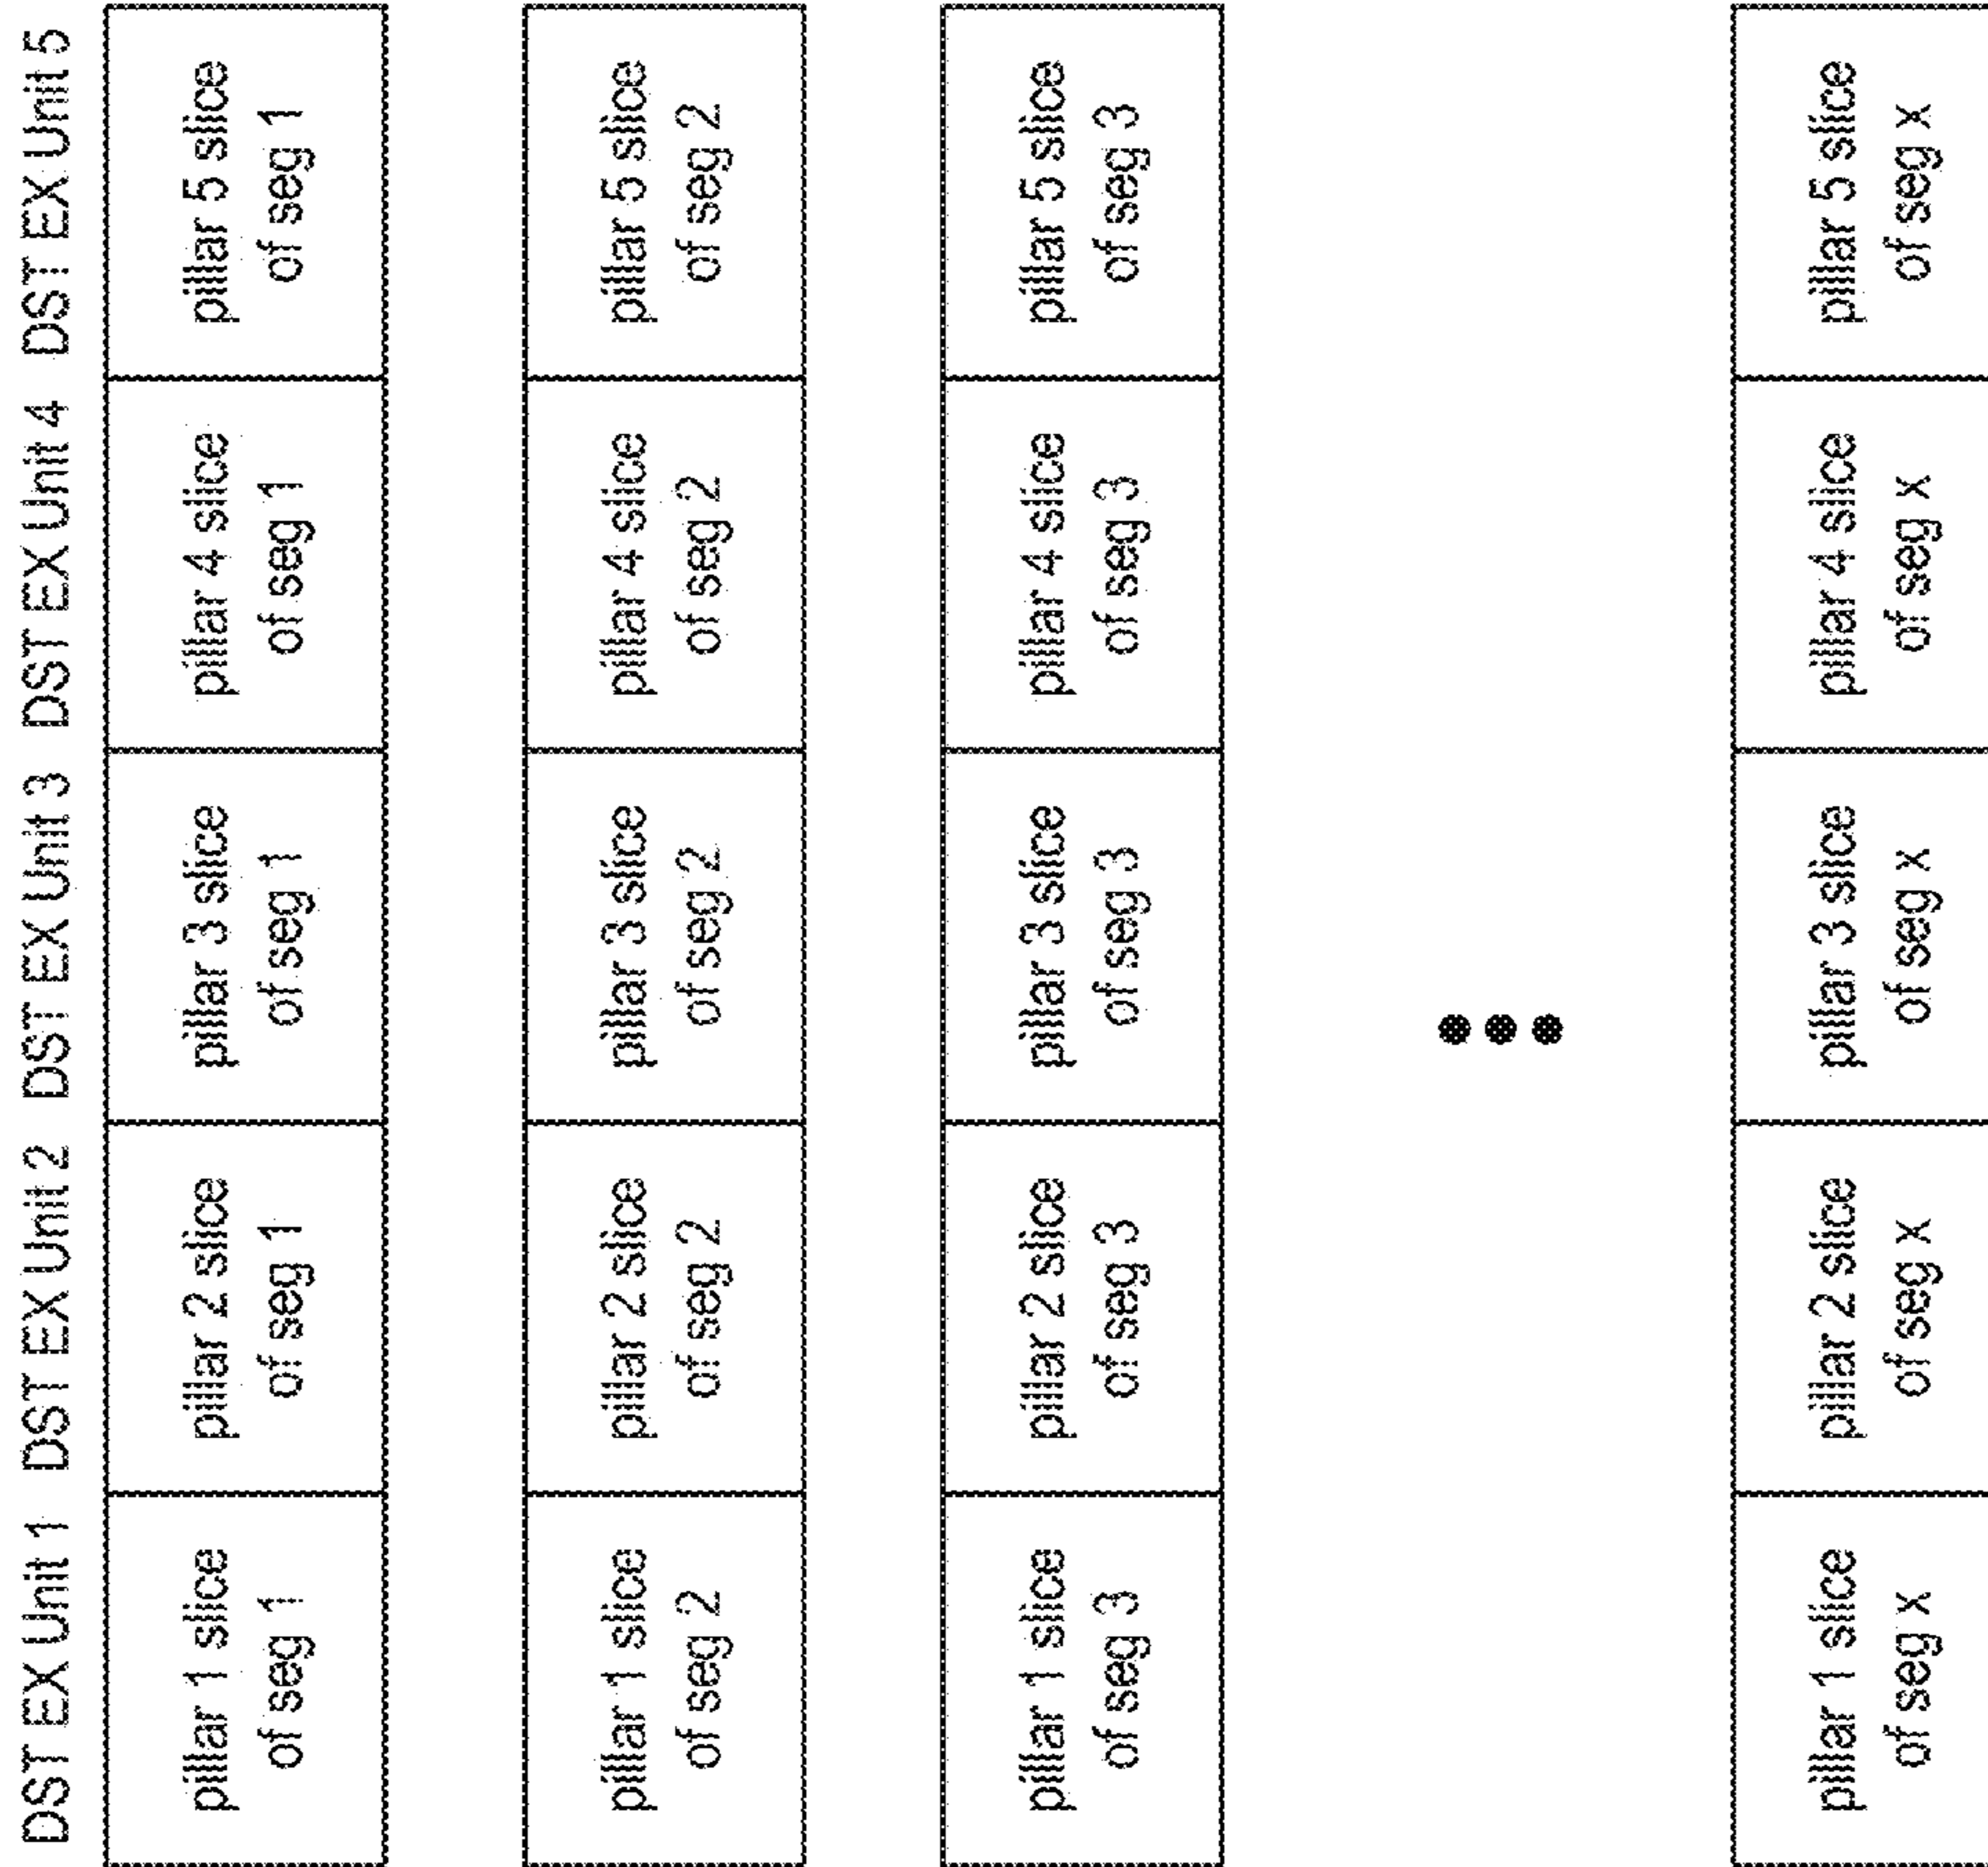 DST EX Unit 1 DST EX Unit 2 DST EX Unit 3 DST EX Unit 4 DST EX Unit 5
pillar 1 slice
of seg 1
pillar 2 slice
of seg 1
pillar 3 slice
of seg 1
pillar 4 slice
of seg 1
pillar 5 slice
of seg 1
pillar 1 slice
of seg 2
pillar 2 slice
of seg 2
pillar 3 slice
of seg 2
pillar 4 slice
of seg 2
pillar 5 slice
of seg 2
pillar 1 slice
of seg 3
pillar 2 slice
of seg 3
pillar 3 slice
of seg 3
pillar 4 slice
of seg 3
pillar 5 slice
of seg 3
pillar 1 slice
of seg x
pillar 2 slice
of seg x
pillar 3 slice
of seg x
pillar 4 slice
of seg x
pillar 5 slice
of seg x